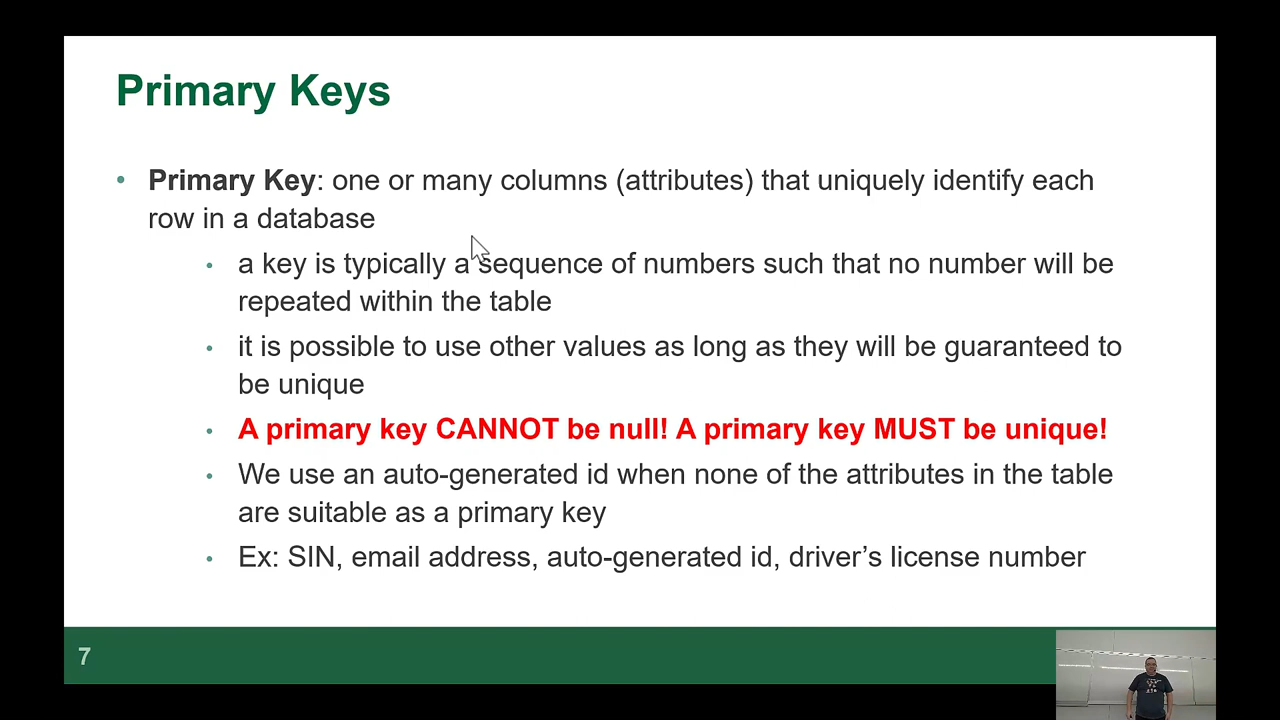 Primary Keys
• Primary Key: one or many columns (attributes) that uniquely identify each
row in a database
• a key is typically a sequence of numbers such that no number will be
repeated within the table
• it is possible to use other values as long as they will be guaranteed to
be unique
• A primary key CANNOT be null! A primary key MUST be unique!
• We use an auto-generated id when none of the attributes in the table
are suitable as a primary key
• Ex: SIN, email address, auto-generated id, driver’s license number
7